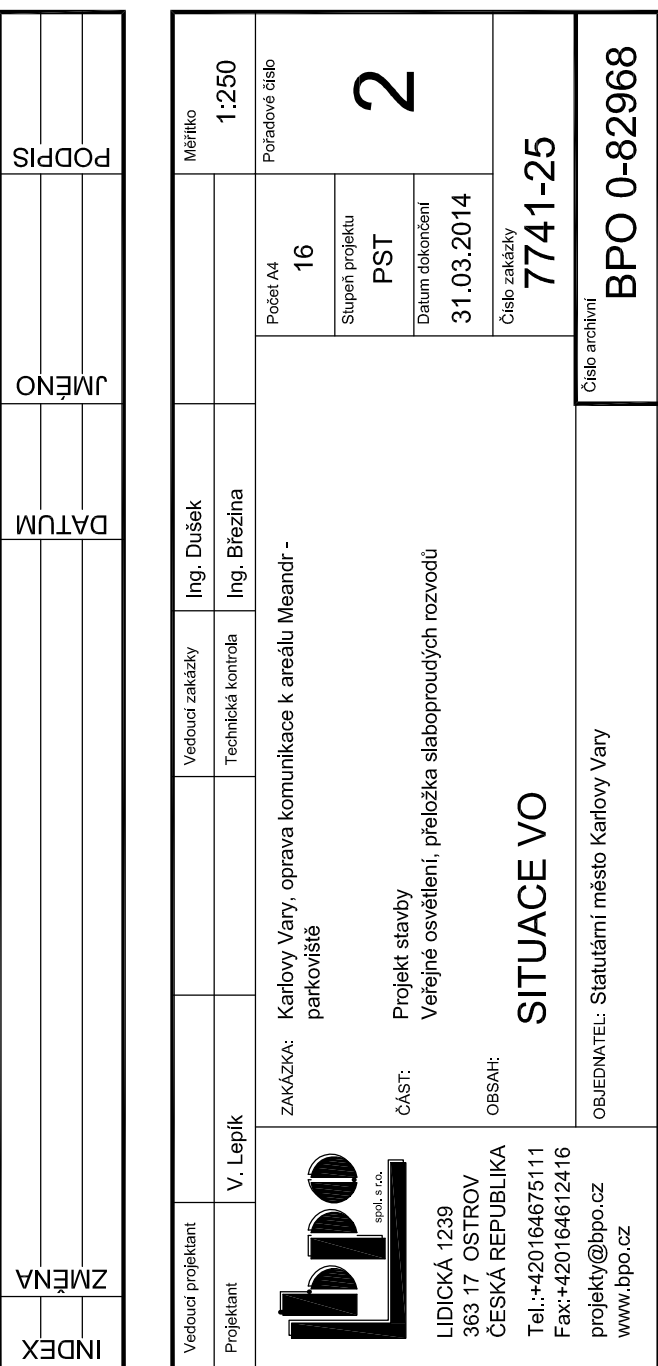 INDEX ZMĚNA DATUM JMÉNO PODPIS
Vedoucí projektant Vedoucí zakázky Ing. Dušek Měřítko
Projektant V. Lepík Technická kontrola Ing. Březina 1:250
bpo
spol. s r.o.
LIDICKÁ 1239
363 17 OSTROV
ČESKÁ REPUBLIKA
Tel.:+420164675111
Fax:+420164612416
projekty@bpo.cz
www.bpo.cz
ZAKÁZKA: Karlovy Vary, oprava komunikace k areálu Meandr -
parkoviště
ČÁST: Projekt stavby
Veřejné osvětlení, přeložka slaboproudých rozvodů
OBSAH:
SITUACE VO
OBJEDNATEL: Statutární město Karlovy Vary
Počet A4
16
Pořadové číslo
2
Stupeň projektu
PST
Datum dokončení
31.03.2014
Číslo zakázky
7741-25
Číslo archivní
BPO 0-82968